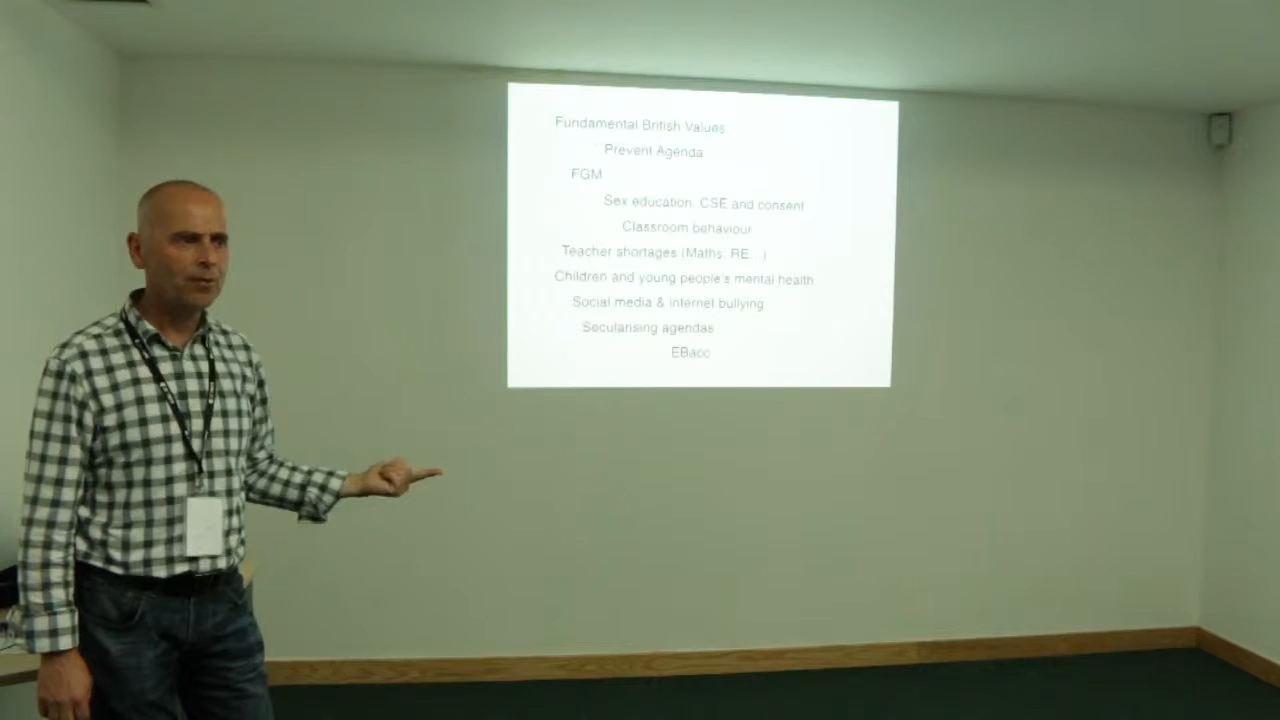 Fundamental British Values
Prevent Agenda
FGM
Sex education, CSE and consent
Classroom behaviour
Teacher shortages (Maths, RE...)
Children and young people's mental health
Social media & internet bullying
Secularising agendas
EBacc